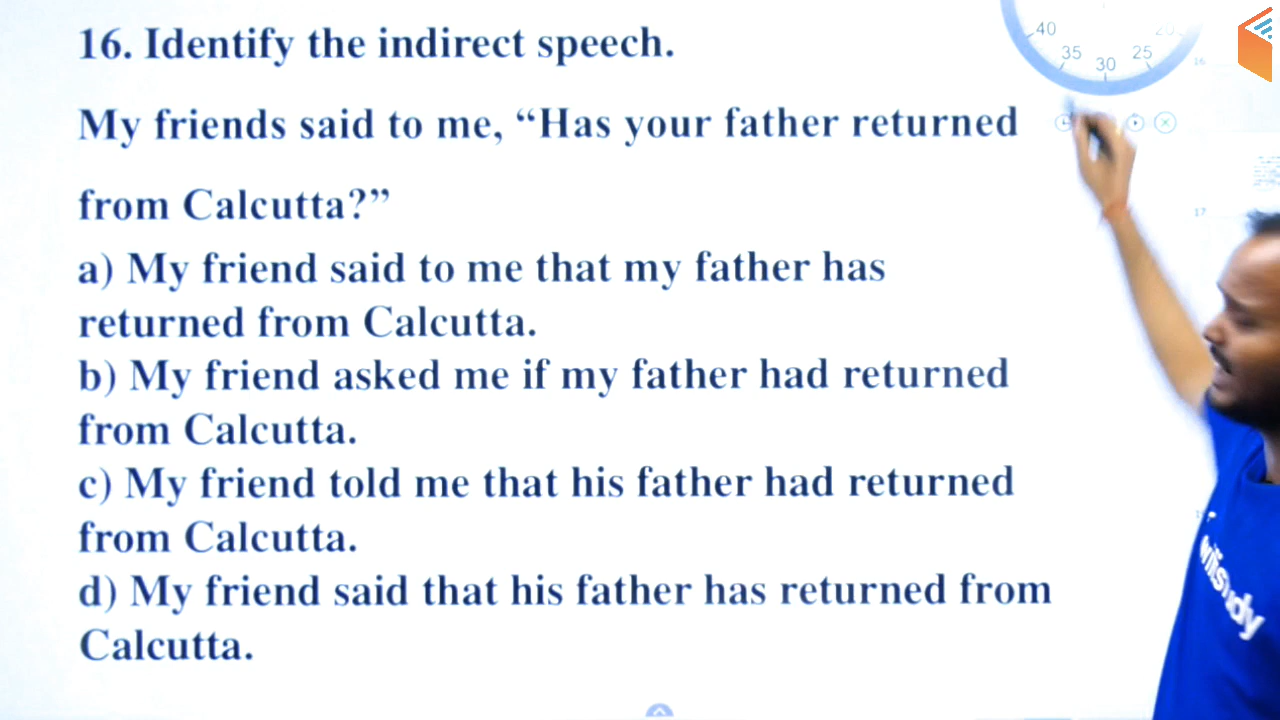 16. Identify the indirect speech.
My friends said to me, “Has your father returned
from Calcutta?”
a) My friend said to me that my father has
returned from Calcutta.
b) My friend asked me if my father had returned
from Calcutta.
c) My friend told me that his father had returned
from Calcutta.
d) My friend said that his father has returned from
Calcutta.
40
35
30
25
20
16
17